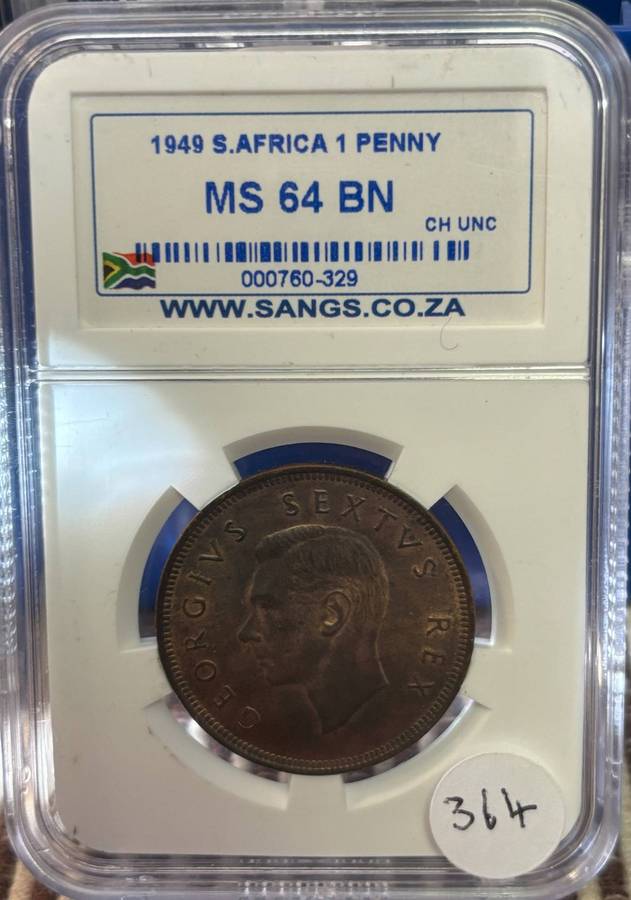 1949 S.AFRICA 1 PENNY
MS 64 BN
CH UNC
000760-329
WWW.SANGS.CO.ZA
GEORGIVS SEXTVS REX
364